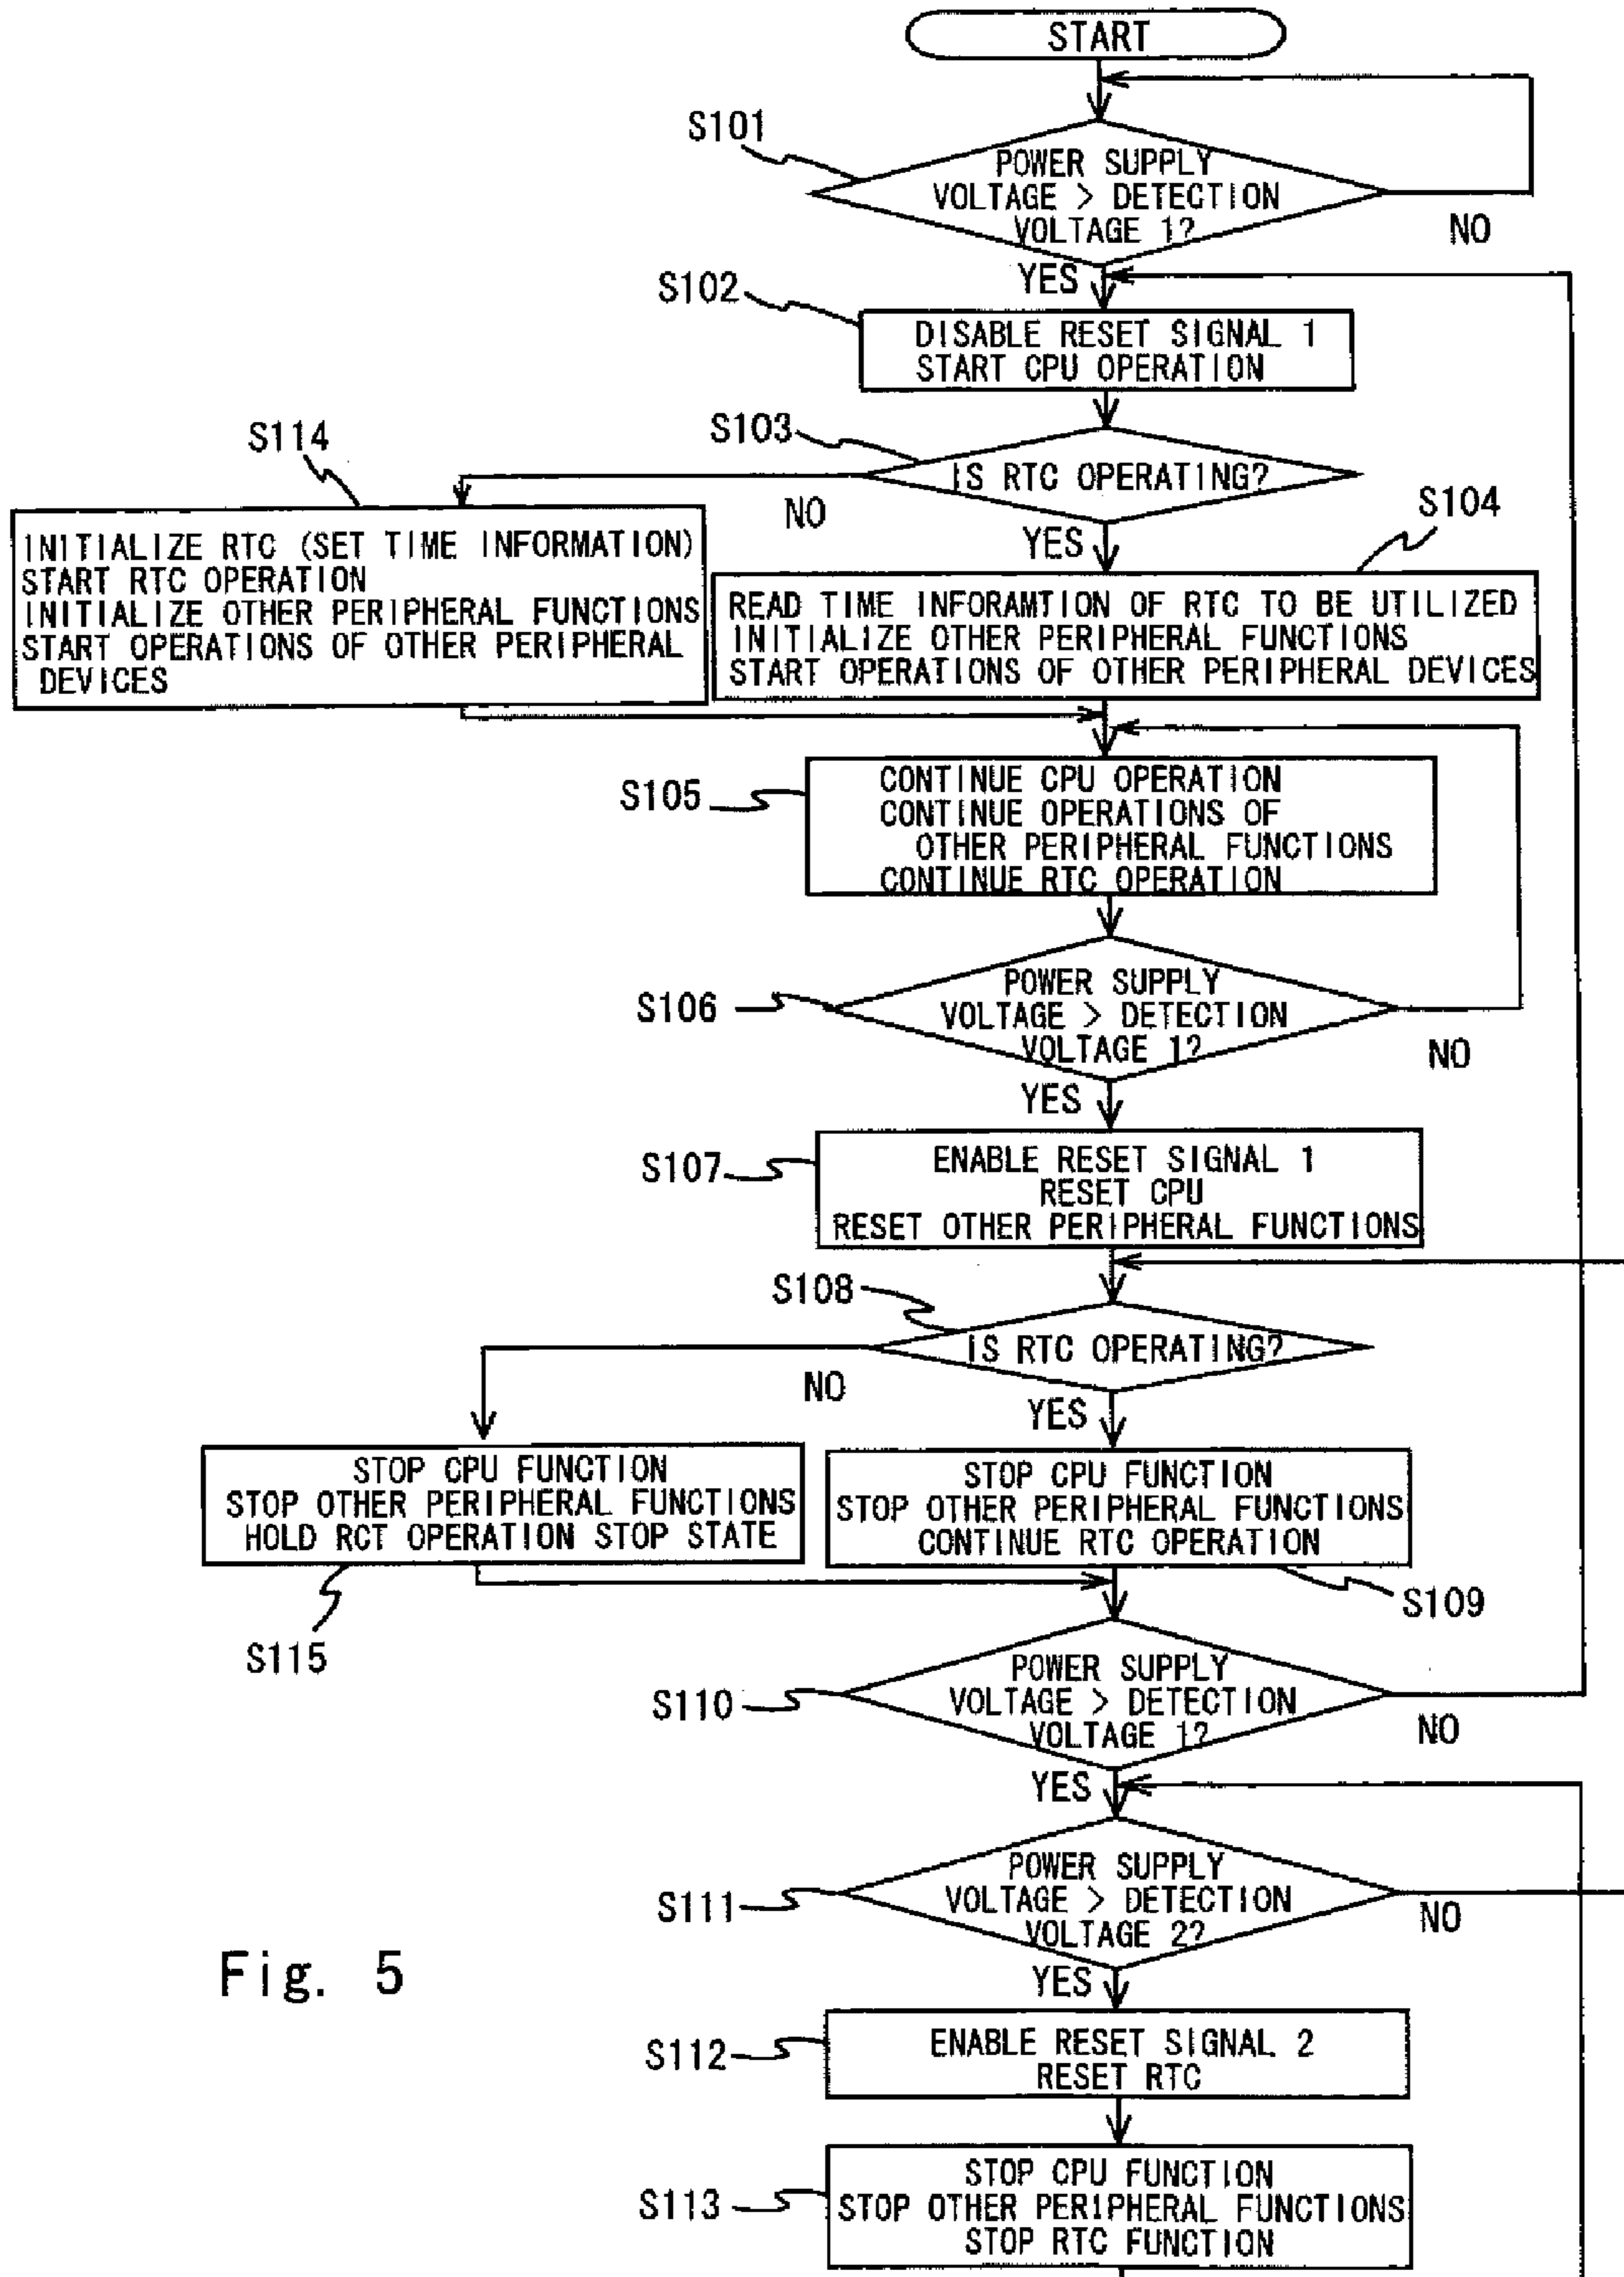 START
S101
POWER SUPPLY
VOLTAGE > DETECTION
VOLTAGE 1?
NO
YES
S102
DISABLE RESET SIGNAL 1
START CPU OPERATION
S103
IS RTC OPERATING?
NO
YES
S114
INITIALIZE RTC (SET TIME INFORMATION)
START RTC OPERATION
INITIALIZE OTHER PERIPHERAL FUNCTIONS
START OPERATIONS OF OTHER PERIPHERAL
DEVICES
S104
READ TIME INFORAMTION OF RTC TO BE UTILIZED
INITIALIZE OTHER PERIPHERAL FUNCTIONS
START OPERATIONS OF OTHER PERIPHERAL DEVICES
S105
CONTINUE CPU OPERATION
CONTINUE OPERATIONS OF
OTHER PERIPHERAL FUNCTIONS
CONTINUE RTC OPERATION
S106
POWER SUPPLY
VOLTAGE > DETECTION
VOLTAGE 1?
NO
YES
S107
ENABLE RESET SIGNAL 1
RESET CPU
RESET OTHER PERIPHERAL FUNCTIONS
S108
IS RTC OPERATING?
NO
YES
STOP CPU FUNCTION
STOP OTHER PERIPHERAL FUNCTIONS
HOLD RCT OPERATION STOP STATE
S115
STOP CPU FUNCTION
STOP OTHER PERIPHERAL FUNCTIONS
CONTINUE RTC OPERATION
S109
S110
POWER SUPPLY
VOLTAGE > DETECTION
VOLTAGE 1?
NO
YES
S111
POWER SUPPLY
VOLTAGE > DETECTION
VOLTAGE 2?
NO
YES
Fig. 5
S112
ENABLE RESET SIGNAL 2
RESET RTC
S113
STOP CPU FUNCTION
STOP OTHER PERIPHERAL FUNCTIONS
STOP RTC FUNCTION